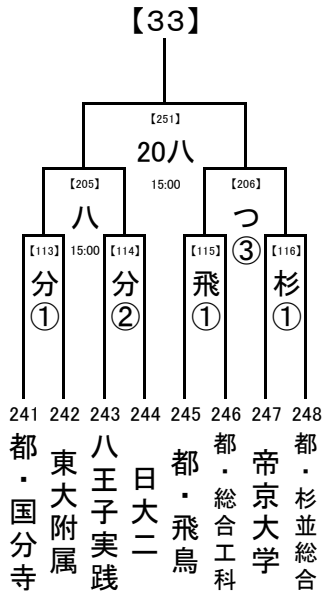 【33】
【251】
20八
15:00
【205】
八
15:00
【206】
つ
③
【113】
分
①
【114】
分
②
【115】
飛
①
【116】
杉
①
241 242 243 244 245 246 247 248
都・国分寺
東大附属
八王子実践
日大二
都・飛鳥
都・総合工科
帝京大学
都・杉並総合